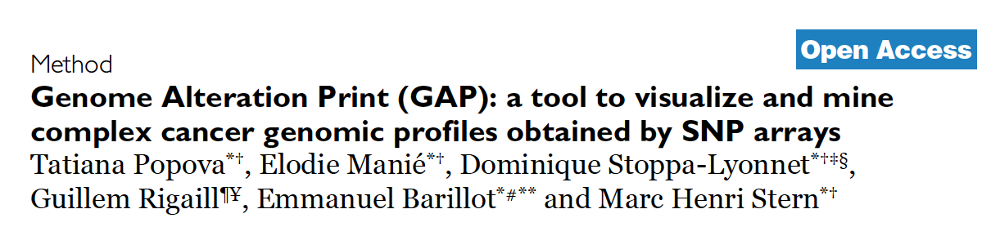 Open Access
Method
Genome Alteration Print (GAP): a tool to visualize and mine
complex cancer genomic profiles obtained by SNP arrays
Tatiana Popova*†, Elodie Manié*†, Dominique Stoppa-Lyonnet*†‡§,
Guillem Rigaill¶¥, Emmanuel Barillot*#** and Marc Henri Stern*†